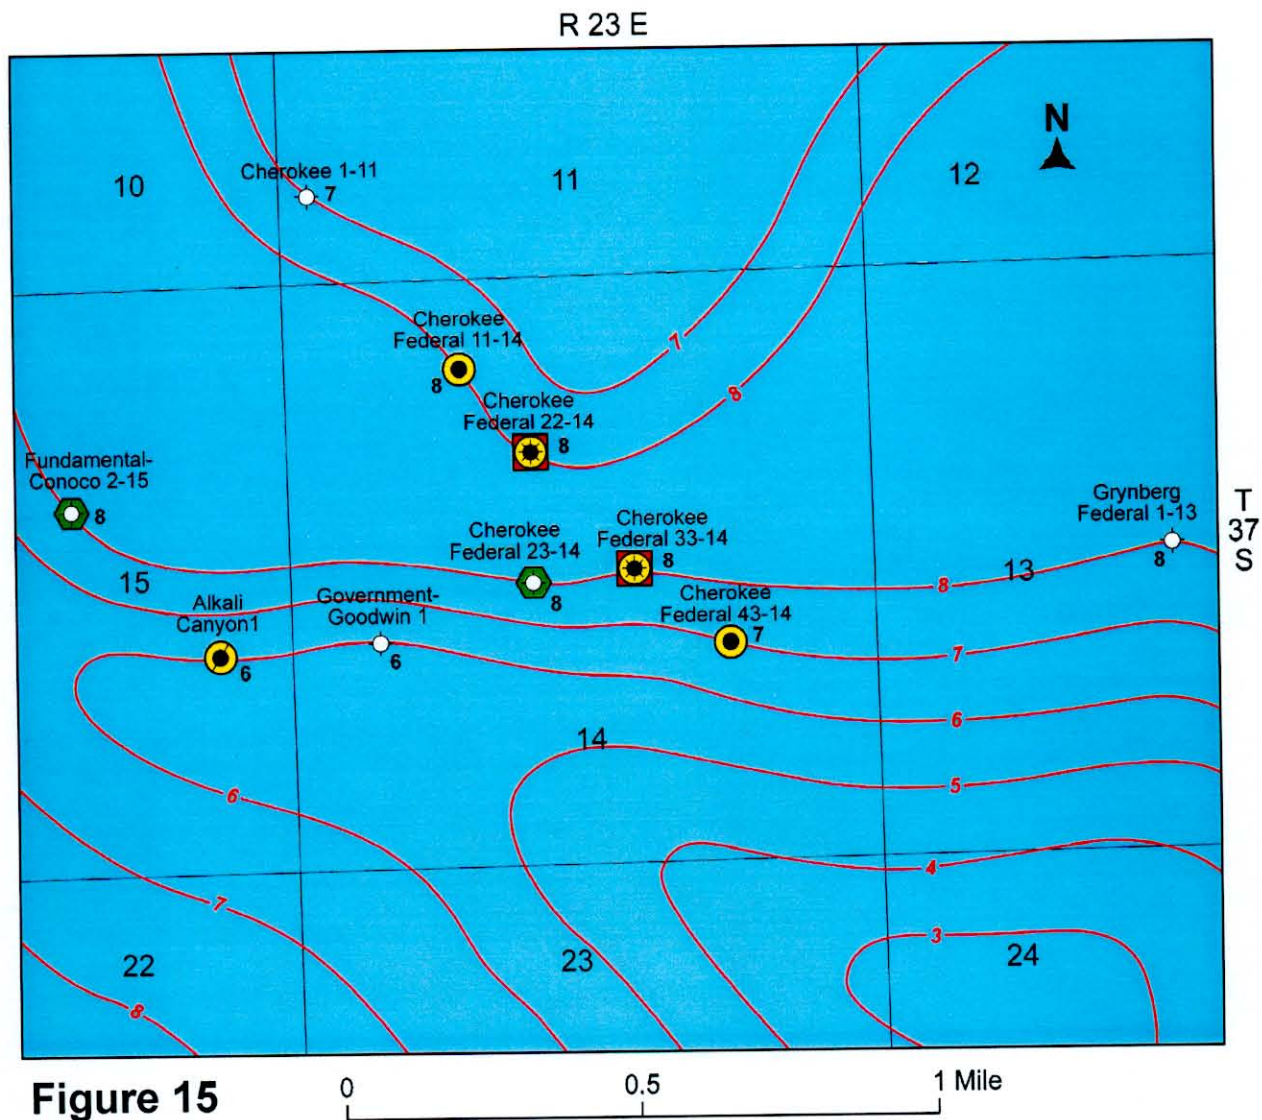 R 23 E
N
10
11
12
Cherokee 1-11
7
Cherokee
Federal 11-14
8
7
8
Cherokee
Federal 22-14
8
Fundamental-
Conoco 2-15
8
Cherokee
Federal 23-14
8
Cherokee
Federal 33-14
8
Grynberg
Federal 1-13
8
T
37
S
15
13
8
Alkali
Canyon1
6
Government-
Goodwin 1
6
Cherokee
Federal 43-14
7
7
6
14
5
6
4
7
3
22
23
24
8
Figure 15
0
0.5
1 Mile